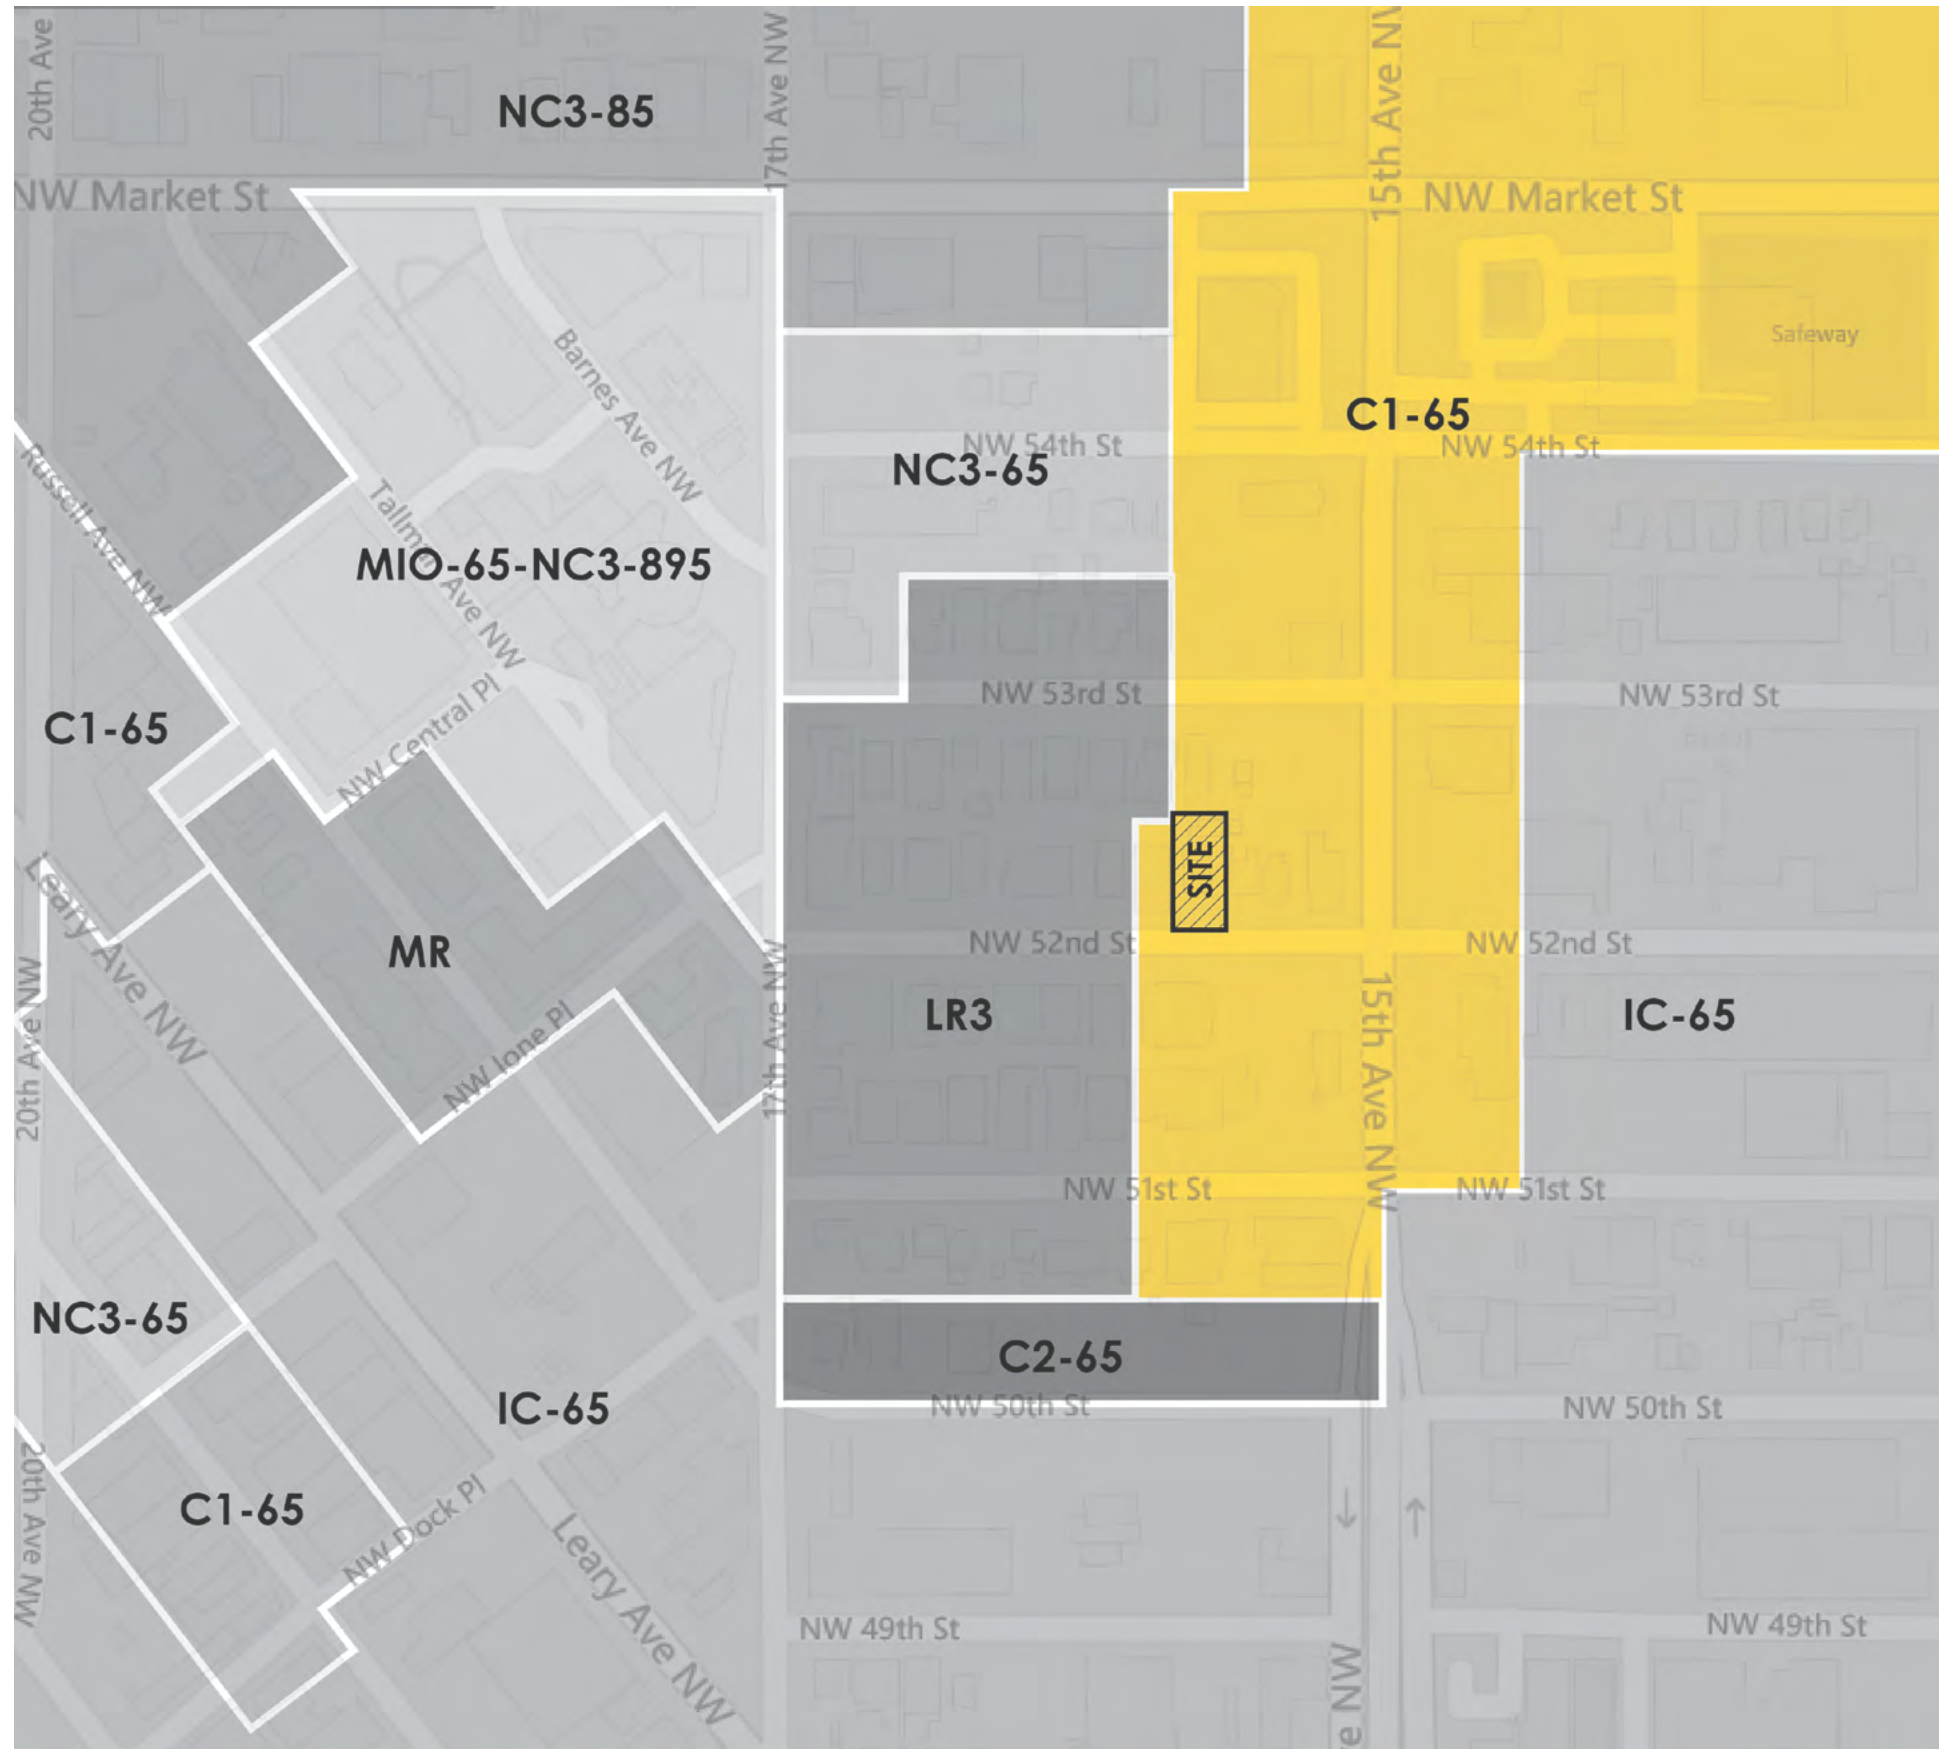 20th Ave
NC3-85
17th Ave NW
15th Ave NW
NW Market St
NW Market St
Safeway
Barnes Ave NW
C1-65
NW 54th St
NW 54th St
NC3-65
Russell Ave NW
Tallman Ave NW
MIO-65-NC3-895
NW 53rd St
NW 53rd St
C1-65
NW Central Pl
SITE
Leary Ave NW
MR
NW 52nd St
NW 52nd St
20th Ave NW
NW Ione Pl
17th Ave NW
LR3
15th Ave NW
IC-65
NW 51st St
NW 51st St
NC3-65
C2-65
IC-65
NW 50th St
NW 50th St
20th Ave NW
C1-65
NW Dock Pl
Leary Ave NW
NW 49th St
NW 49th St
e NW